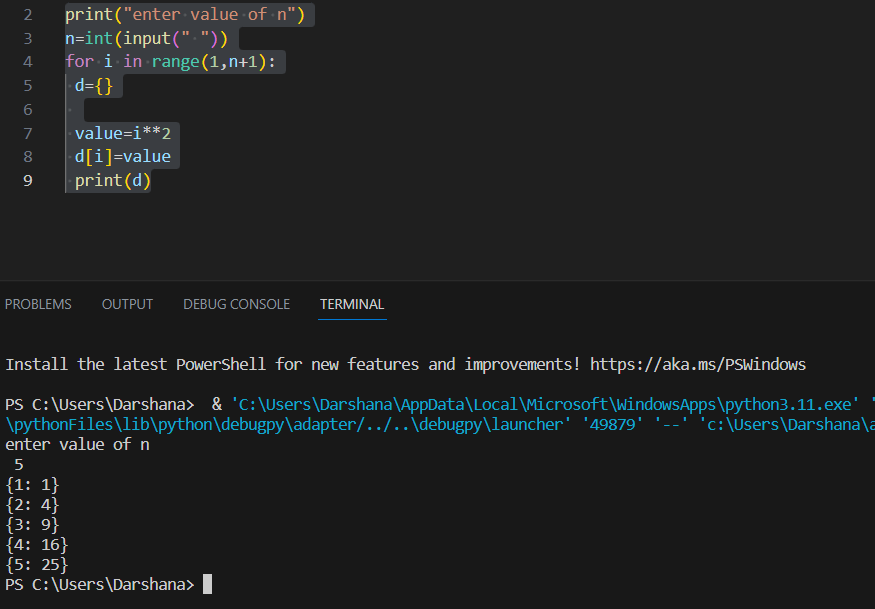 2 print("enter value of n")
3 n=int(input(" "))
4 for i in range(1,n+1):
5 d={}
6
7 value=i**2
8 d[i]=value
9 print(d)
PROBLEMS OUTPUT DEBUG CONSOLE TERMINAL
Install the latest PowerShell for new features and improvements! https://aka.ms/PSWindows
PS C:\Users\Darshana> & 'C:\Users\Darshana\AppData\Local\Microsoft\WindowsApps\python3.11.exe' '
\pythonFiles\lib\python\debugpy\adapter/../..\debugpy\launcher' '49879' '--' 'c:\Users\Darshana\a
enter value of n
5
{1: 1}
{2: 4}
{3: 9}
{4: 16}
{5: 25}
PS C:\Users\Darshana>